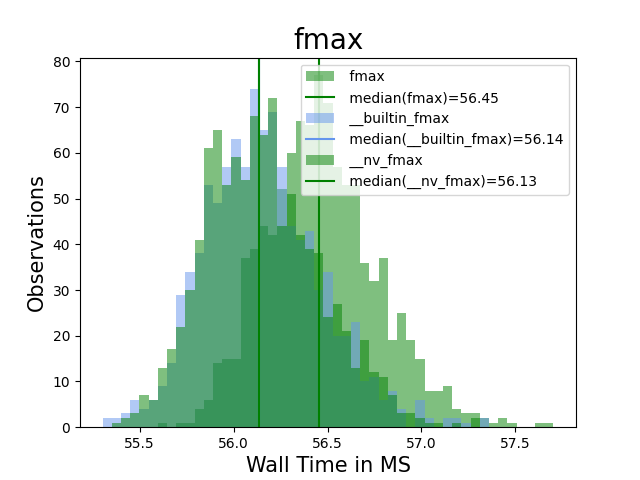 fmax
80
70
60
50
40
30
20
10
0
Observations
fmax
median(fmax)=56.45
__builtin_fmax
median(__builtin_fmax)=56.14
__nv_fmax
median(__nv_fmax)=56.13
55.5 56.0 56.5 57.0 57.5
Wall Time in MS